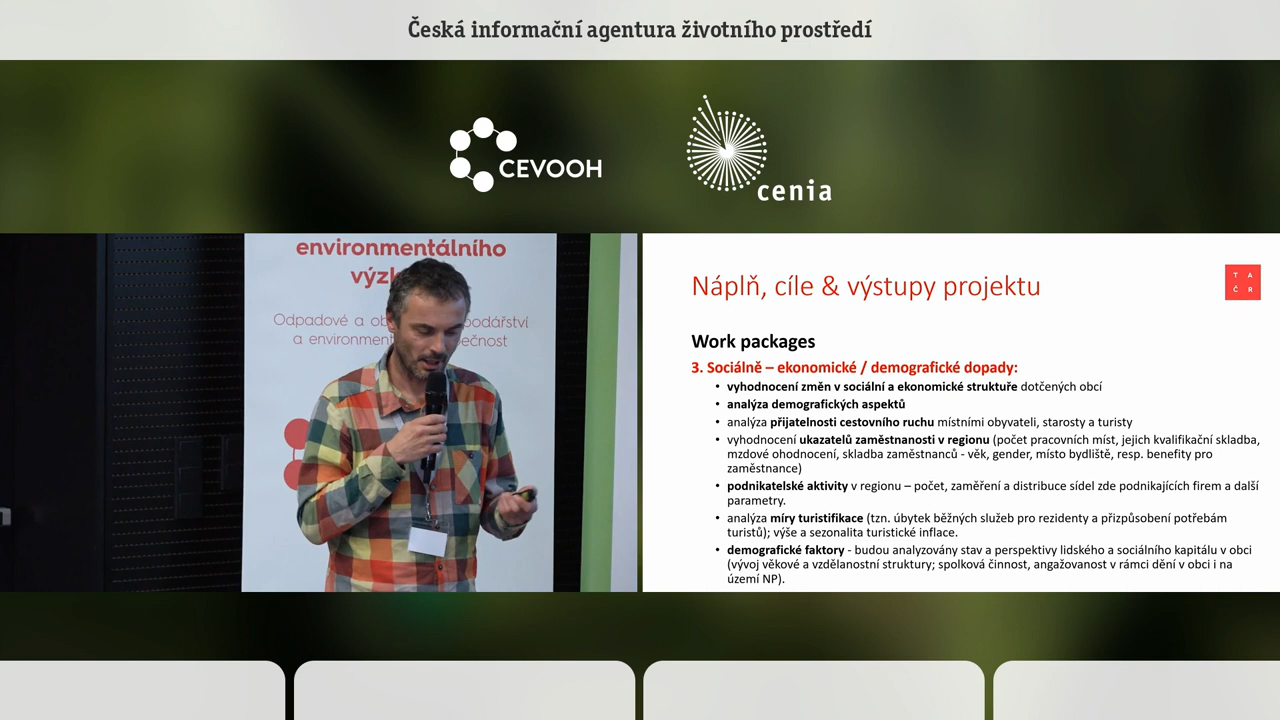 Česká informační agentura životního prostředí
CEVOOH
cenia
environmentálního
Odpadové a
a
Náplň, cíle & výstupy projektu
T A
Č R
Work packages
3. Sociálně – ekonomické / demografické dopady:
• vyhodnocení změn v sociální a ekonomické struktuře dotčených obcí
• analýza demografických aspektů
• analýza přijatelnosti cestovního ruchu místními obyvateli, starosty a turisty
• vyhodnocení ukazatelů zaměstnanosti v regionu (počet pracovních míst, jejich kvalifikační skladba,
mzdové ohodnocení, skladba zaměstnanců - věk, gender, místo bydliště, resp. benefity pro
zaměstnance)
• podnikatelské aktivity v regionu – počet, zaměření a distribuce sídel zde podnikajících firem a další
parametry.
• analýza míry turistifikace (tzn. úbytek běžných služeb pro rezidenty a přizpůsobení potřebám
turistů); výše a sezonalita turistické inflace.
• demografické faktory - budou analyzovány stav a perspektivy lidského a sociálního kapitálu v obci
(vývoj věkové a vzdělanostní struktury; spolková činnost, angažovanost v rámci dění v obci i na
území NP).